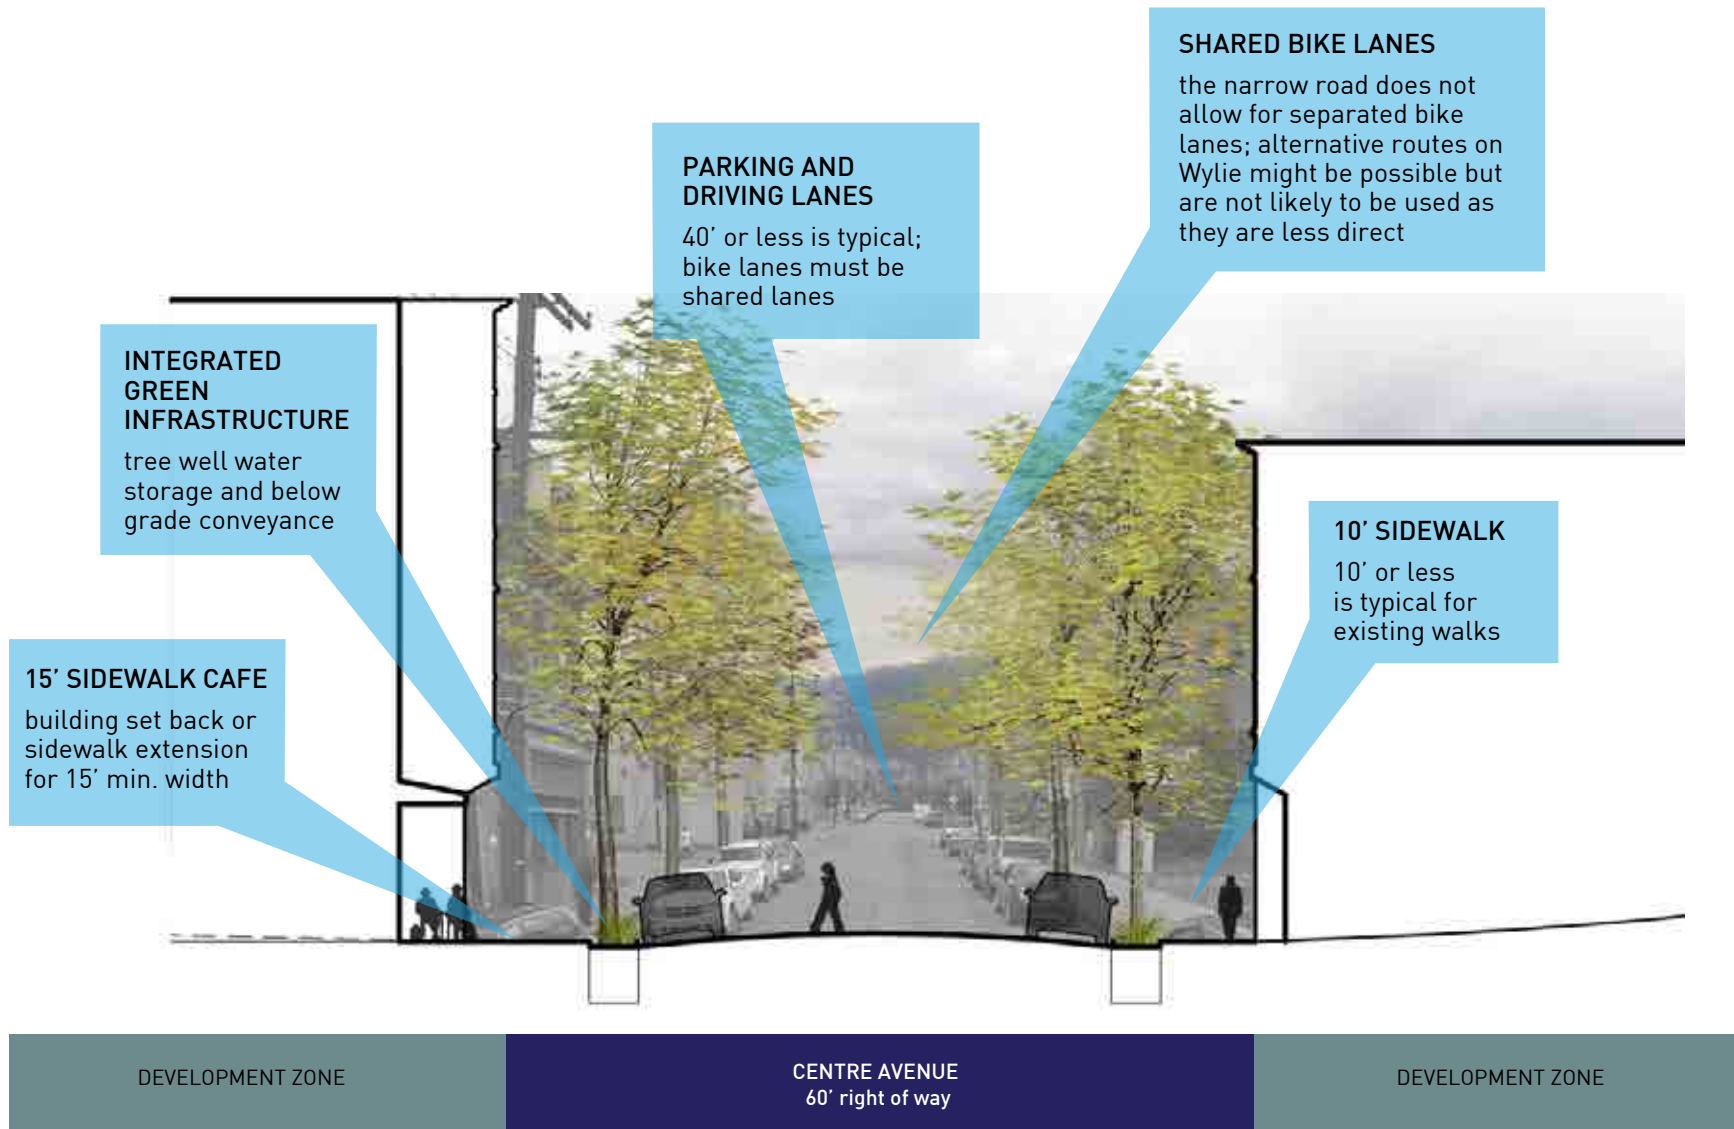 SHARED BIKE LANES
the narrow road does not
allow for separated bike
lanes; alternative routes on
Wylie might be possible but
are not likely to be used as
they are less direct
PARKING AND
DRIVING LANES
40’ or less is typical;
bike lanes must be
shared lanes
INTEGRATED
GREEN
INFRASTRUCTURE
tree well water
storage and below
grade conveyance
10’ SIDEWALK
10’ or less
is typical for
existing walks
15’ SIDEWALK CAFE
building set back or
sidewalk extension
for 15’ min. width
DEVELOPMENT ZONE
CENTRE AVENUE
60’ right of way
DEVELOPMENT ZONE